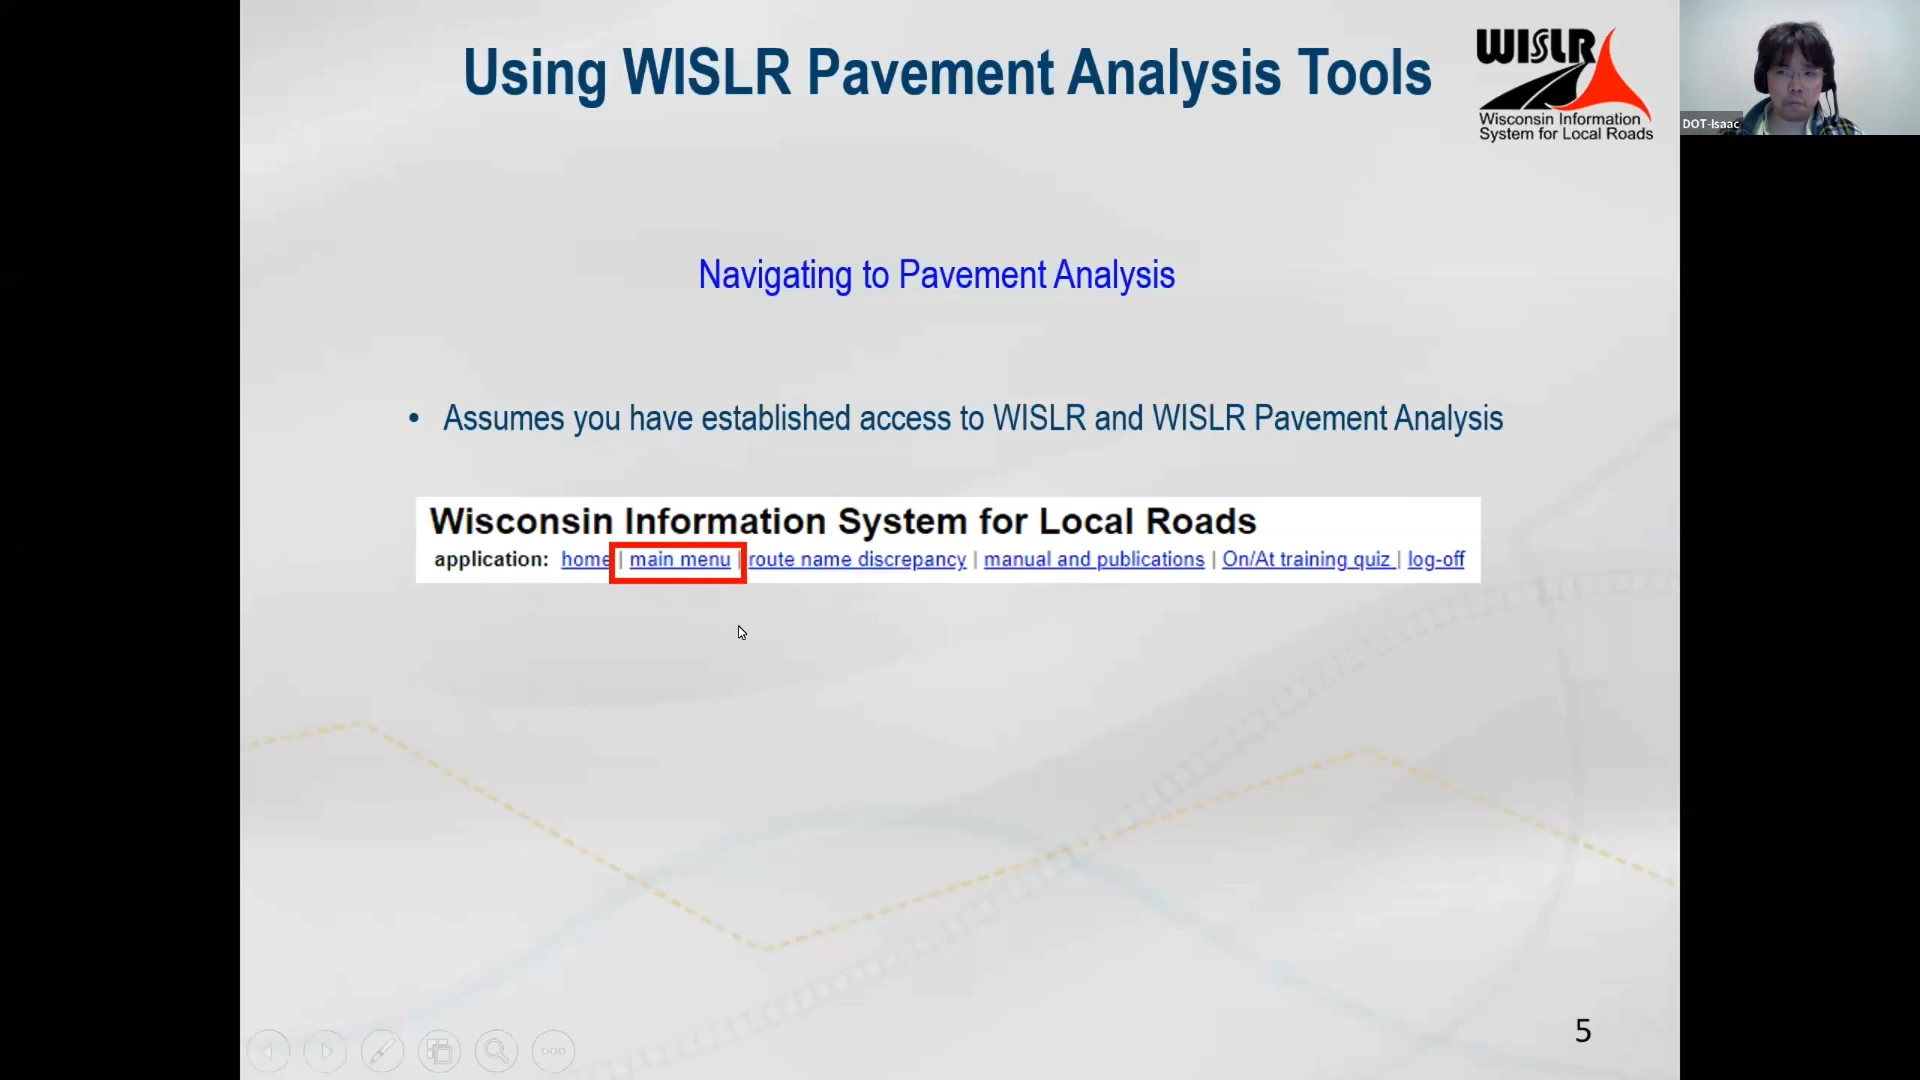 Using WISLR Pavement Analysis Tools
WISLR
Wisconsin Information
System for Local Roads
DOT-Isaac
Navigating to Pavement Analysis
• Assumes you have established access to WISLR and WISLR Pavement Analysis
Wisconsin Information System for Local Roads
application: home | main menu | route name discrepancy | manual and publications | On/At training quiz | log-off
5